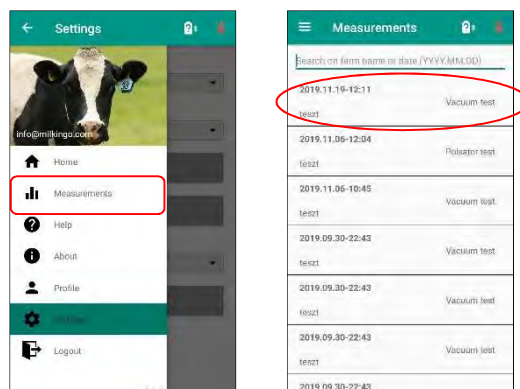 Settings
info@milkingo.com
Home
Measurements
Help
About
Profile
Logout
Measurements
Search on farm name or date (YYYY.MM.DD)
2019.11.19-12:11
Vacuum test
teszt
2019.11.06-12:04
Pulsator test
teszt
2019.11.06-10:45
Vacuum test
teszt
2019.09.30-22:43
Vacuum test
teszt
2019.09.30-22:43
Vacuum test
teszt
2019.09.30-22:43
Vacuum test
teszt
2019.09.30-22:43